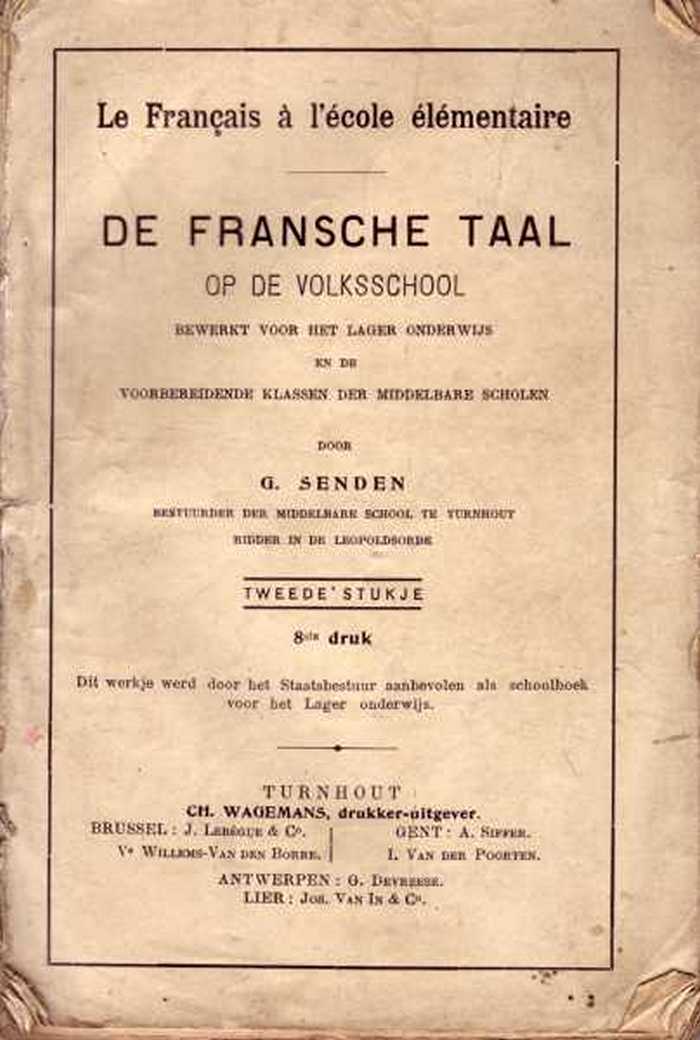 Le Français à l'école élémentaire
DE FRANSCHE TAAL
OP DE VOLKSSCHOOL
BEWERKT VOOR HET LAGER ONDERWIJS
EN DE
VOORBEREIDENDE KLASSEN DER MIDDELBARE SCHOLEN
DOOR
G. SENDEN
BESTUURDER DER MIDDELBARE SCHOOL TE TURNHOUT
RIDDER IN DE LEOPOLDSORDE
TWEEDE STUKJE
8ste druk
Dit werkje werd door het Staatsbestuur aanbevolen als schoolboek
voor het Lager onderwijs.
TURNHOUT
CH. WAGEMANS, drukker-uitgever.
BRUSSEL : J. LEBÈGUE & Co. GENT : A. SIFFER.
Ve WILLEMS-VAN DEN BORRE. I. VAN DER POORTEN.
ANTWERPEN : G. DEVREESE.
LIER : JOS. VAN IN & Co.